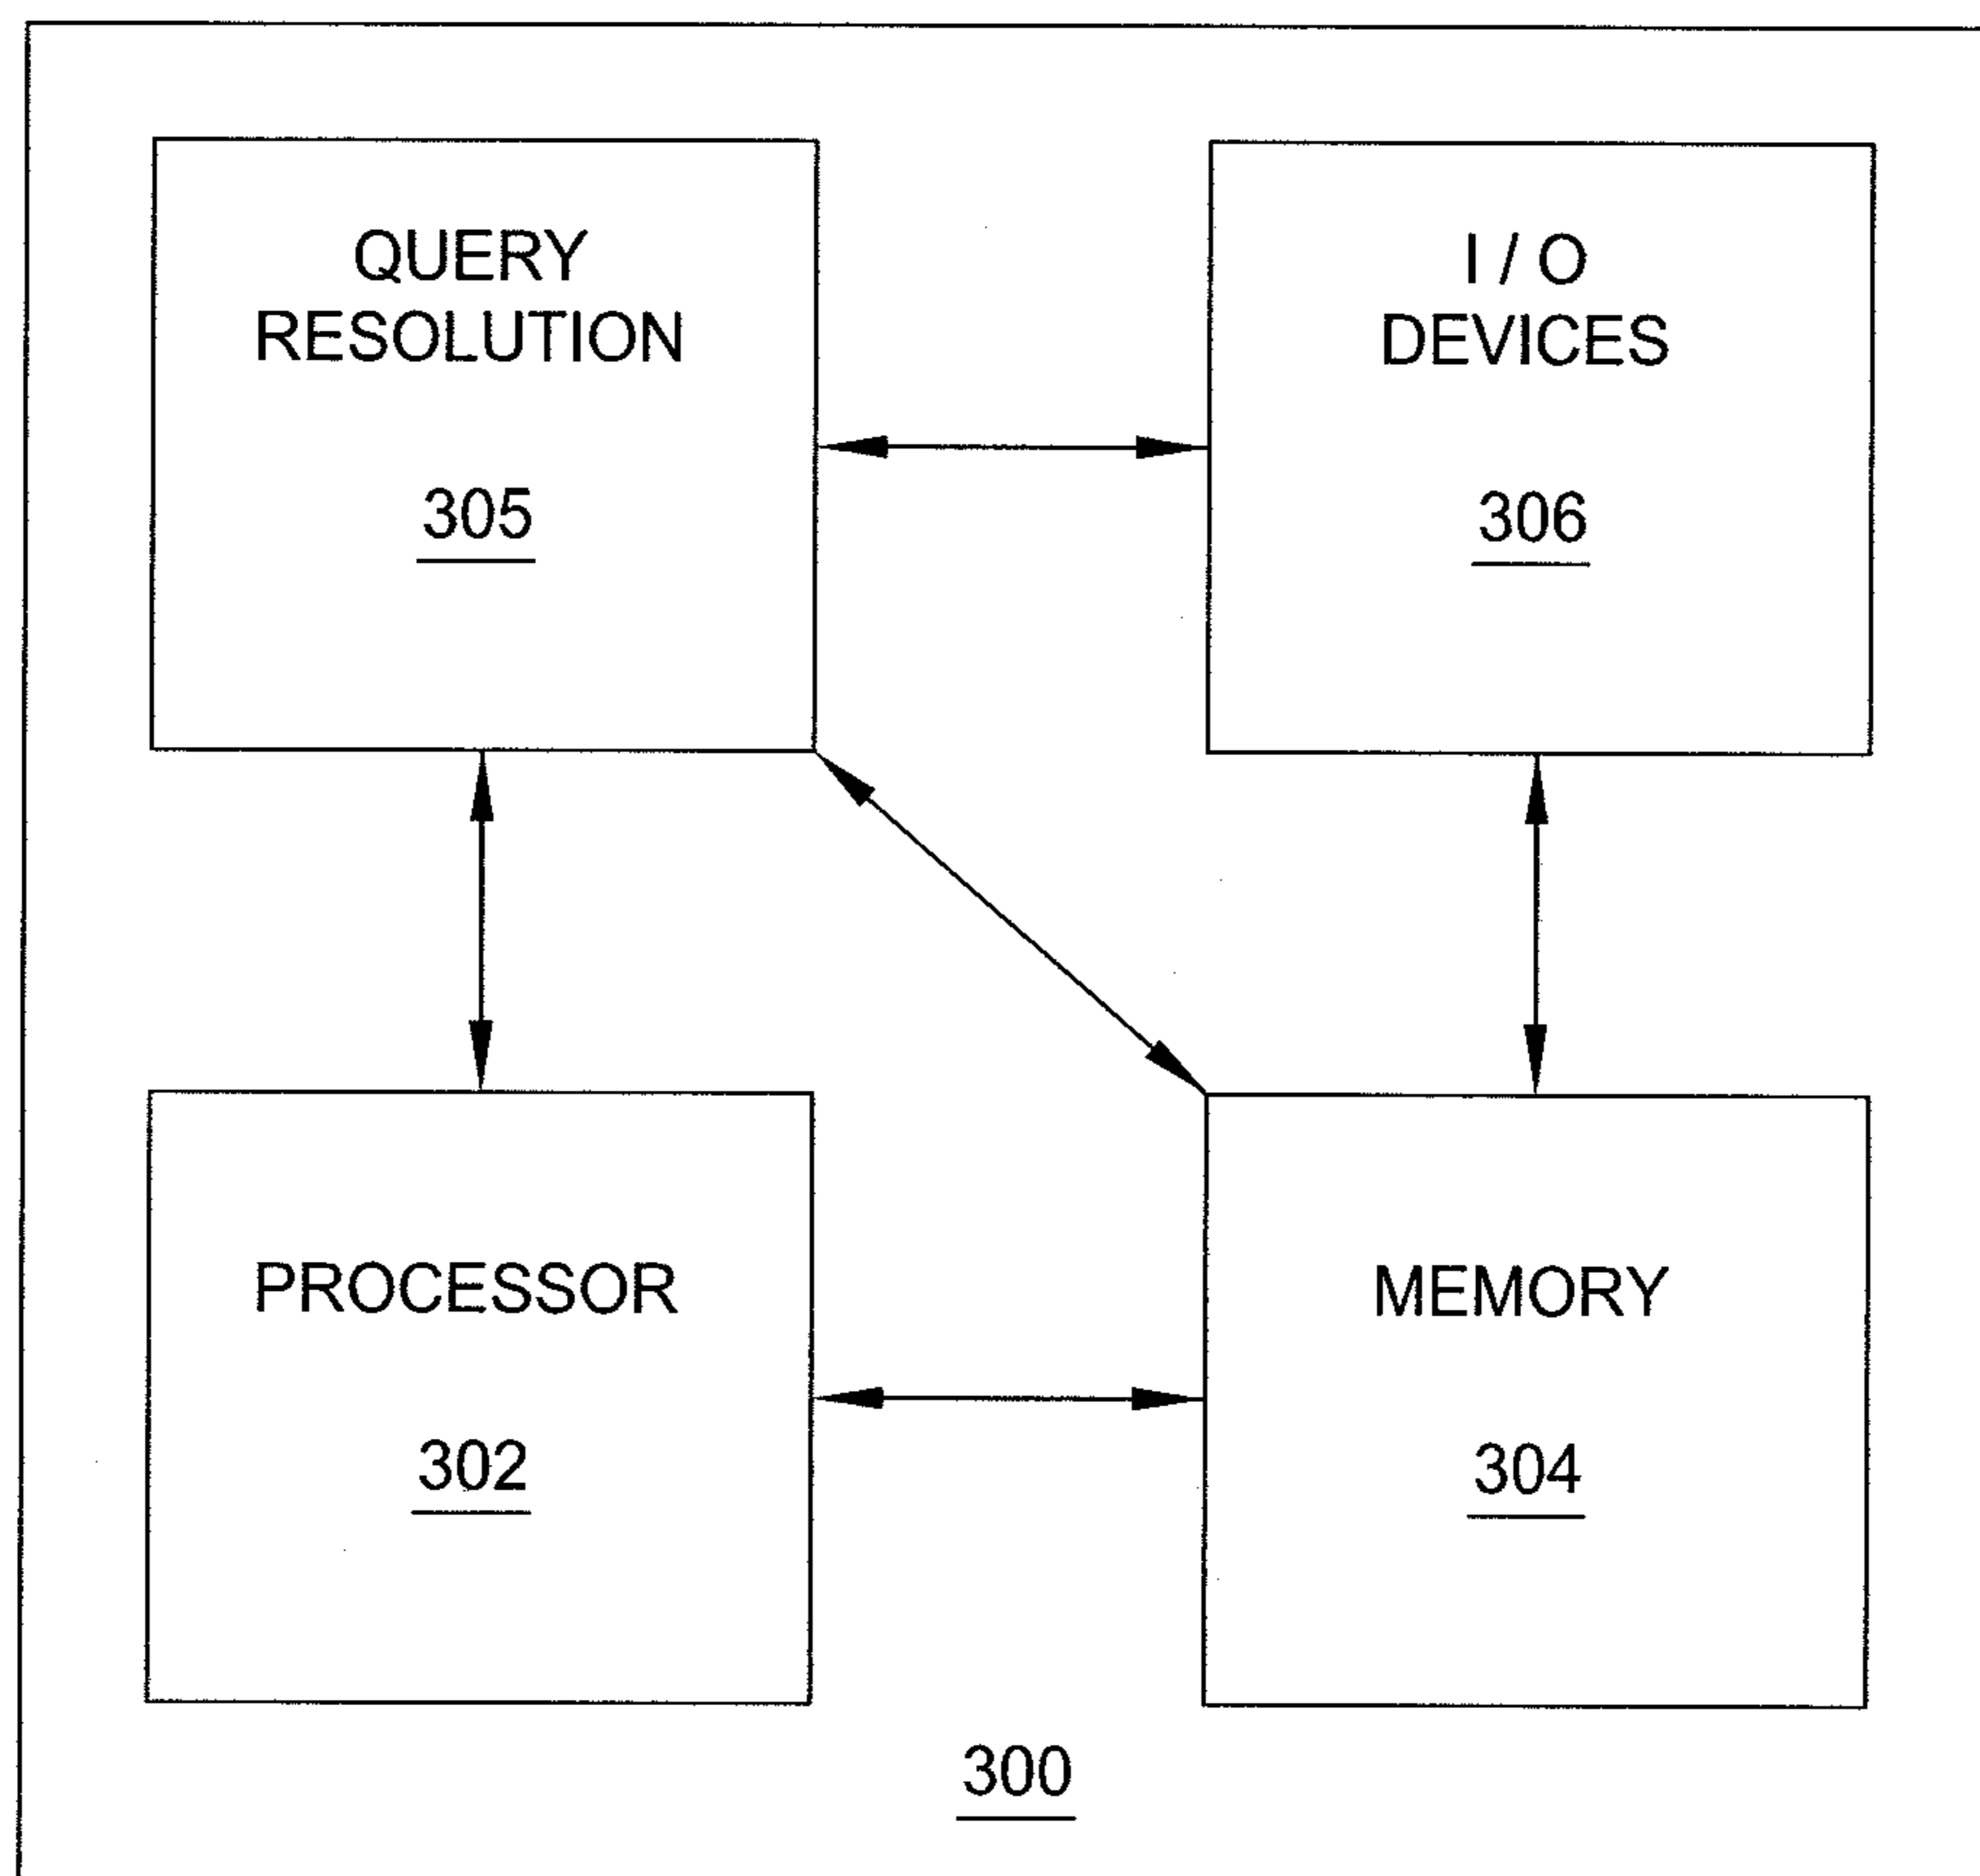 QUERY
RESOLUTION
305
I / O
DEVICES
306
PROCESSOR
302
MEMORY
304
300